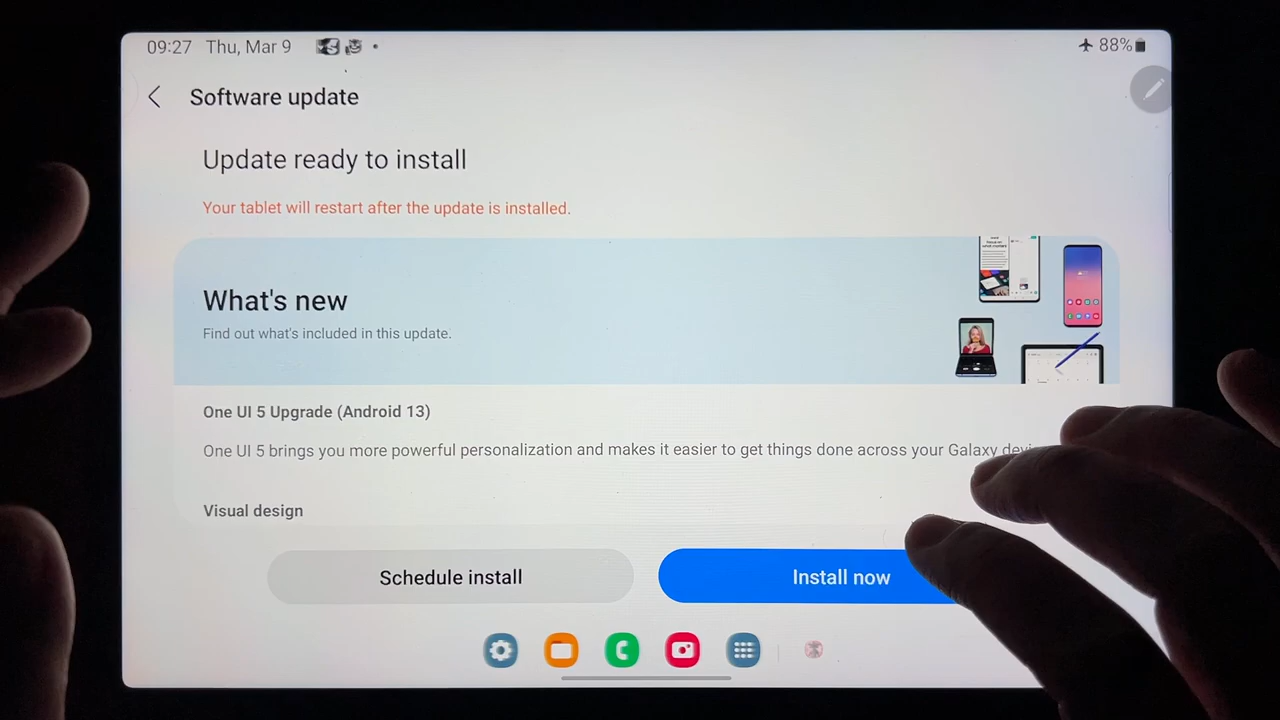 09:27 Thu, Mar 9
88%
Software update
Update ready to install
Your tablet will restart after the update is installed.
What's new
Find out what's included in this update.
One UI 5 Upgrade (Android 13)
One UI 5 brings you more powerful personalization and makes it easier to get things done across your Galaxy
Visual design
Schedule install
Install now